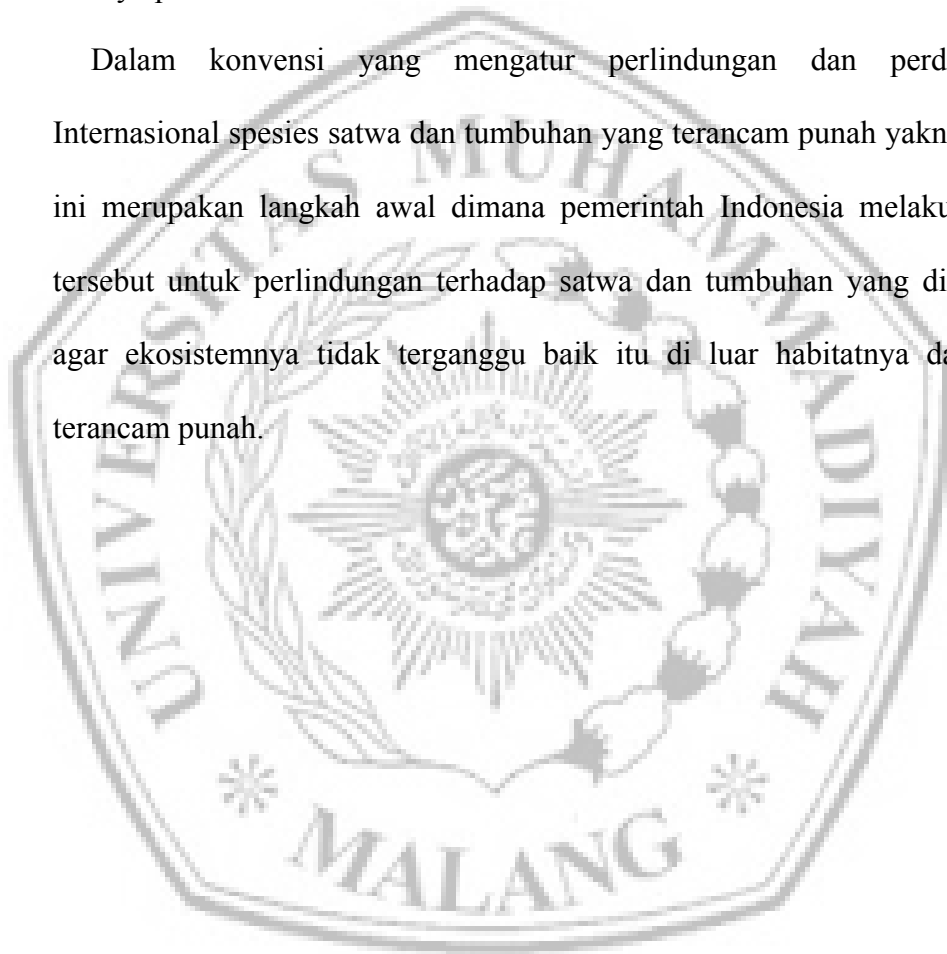 Dalam konvensi yang mengatur perlindungan dan perd
Internasional spesies satwa dan tumbuhan yang terancam punah yakn
ini merupakan langkah awal dimana pemerintah Indonesia melaku
tersebut untuk perlindungan terhadap satwa dan tumbuhan yang di
agar ekosistemnya tidak terganggu baik itu di luar habitatnya da
terancam punah.
UNIVERSITAS MUHAMMADIYAH
MALANG